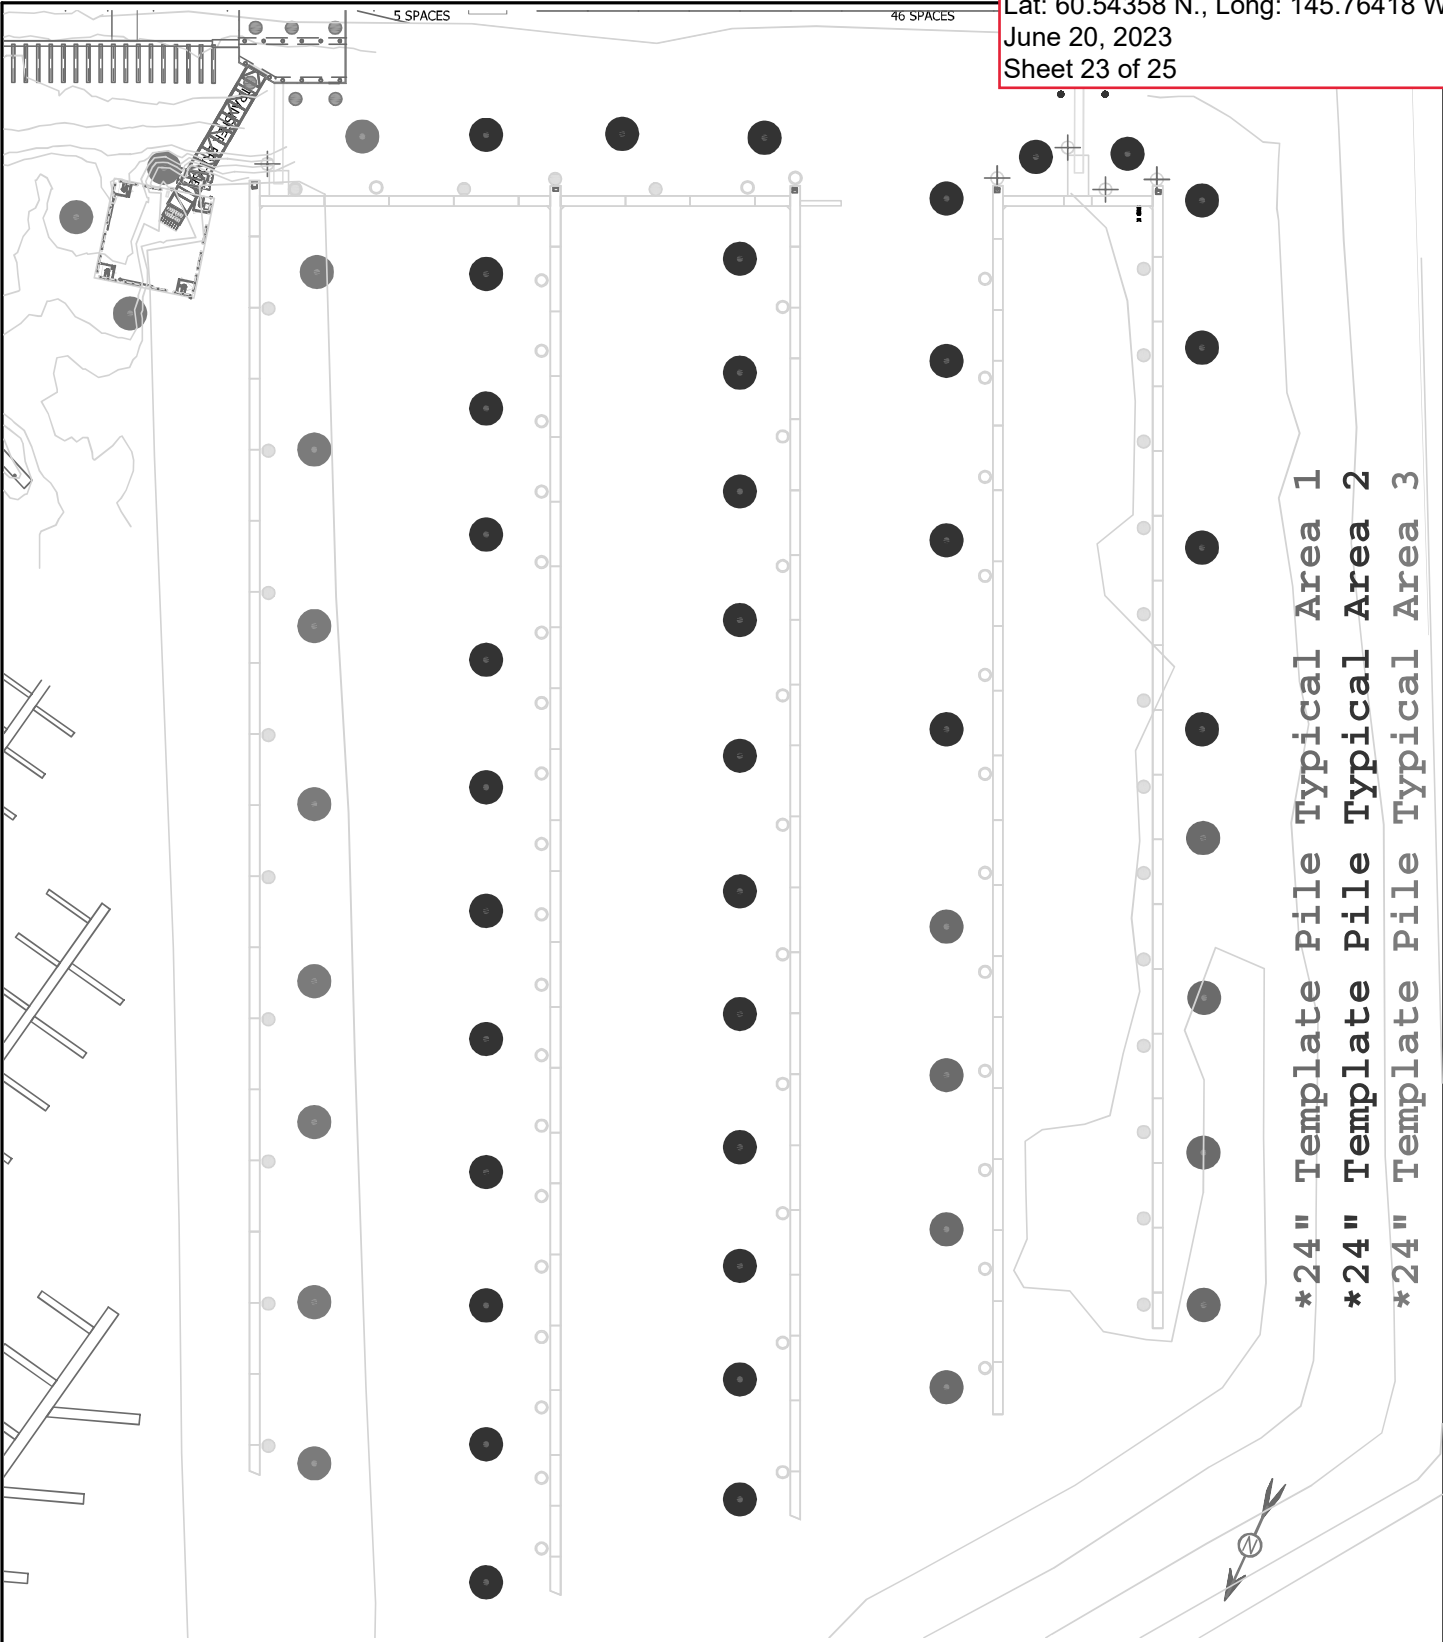 5 SPACES
46 SPACES
Lat: 60.54358 N., Long: 145.76418 W
June 20, 2023
Sheet 23 of 25
*24" Template Pile Typical Area 1
*24" Template Pile Typical Area 2
*24" Template Pile Typical Area 3
N